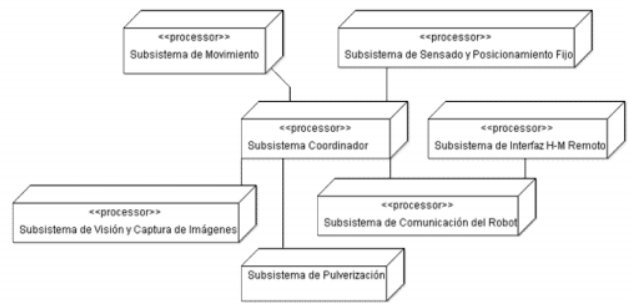 <<processor>>
Subsistema de Movimiento
<<processor>>
Subsistema de Sensado y Posicionamiento Fijo
<<processor>>
Subsistema Coordinador
<<processor>>
Subsistema de Interfaz H-M Remoto
<<processor>>
Subsistema de Visión y Captura de Imágenes
<<processor>>
Subsistema de Comunicación del Robot
Subsistema de Pulverización